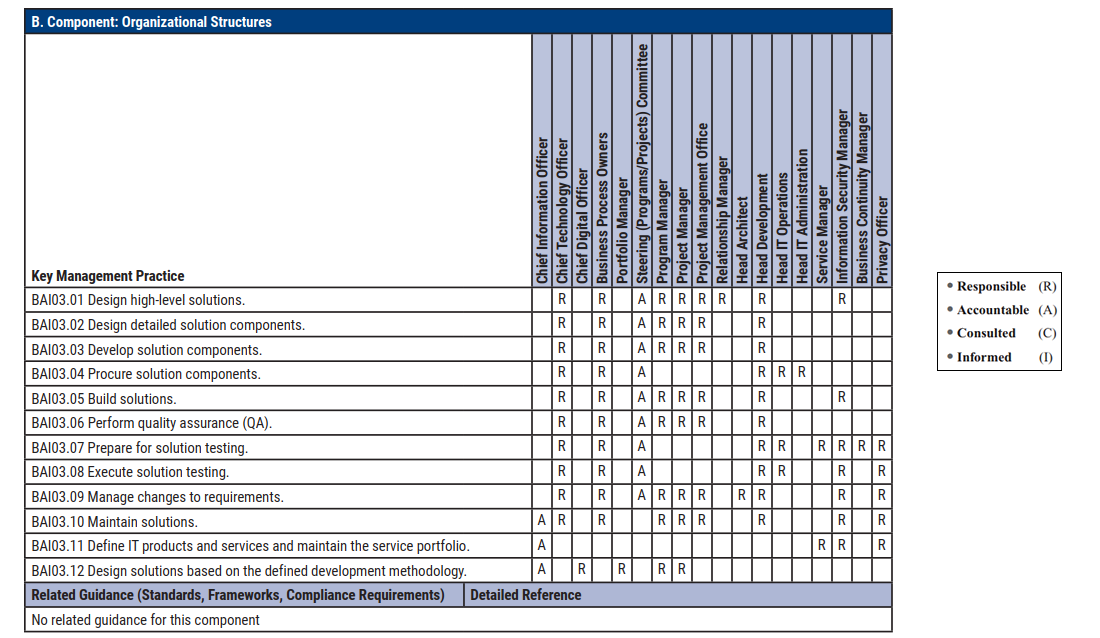 B. Component: Organizational Structures
Key Management Practice
Chief Information Officer
Chief Technology Officer
Chief Digital Officer
Business Process Owners
Portfolio Manager
Steering (Programs/Projects) Committee
Program Manager
Project Manager
Project Management Office
Relationship Manager
Head Architect
Head Development
Head IT Operations
Head IT Administration
Service Manager
Information Security Manager
Business Continuity Manager
Privacy Officer
BAI03.01 Design high-level solutions. R R A R R R R R R
BAI03.02 Design detailed solution components. R R A R R R R
BAI03.03 Develop solution components. R R A R R R R
BAI03.04 Procure solution components. R R A R R R
BAI03.05 Build solutions. R R A R R R R R
BAI03.06 Perform quality assurance (QA). R R A R R R R
BAI03.07 Prepare for solution testing. R R A R R R R R R
BAI03.08 Execute solution testing. R R A R R R R
BAI03.09 Manage changes to requirements. R R A R R R R R R R
BAI03.10 Maintain solutions. A R R R R R R R R
BAI03.11 Define IT products and services and maintain the service portfolio. A R R R
BAI03.12 Design solutions based on the defined development methodology. A R R R R
Related Guidance (Standards, Frameworks, Compliance Requirements) Detailed Reference
No related guidance for this component
• Responsible (R)
• Accountable (A)
• Consulted (C)
• Informed (I)